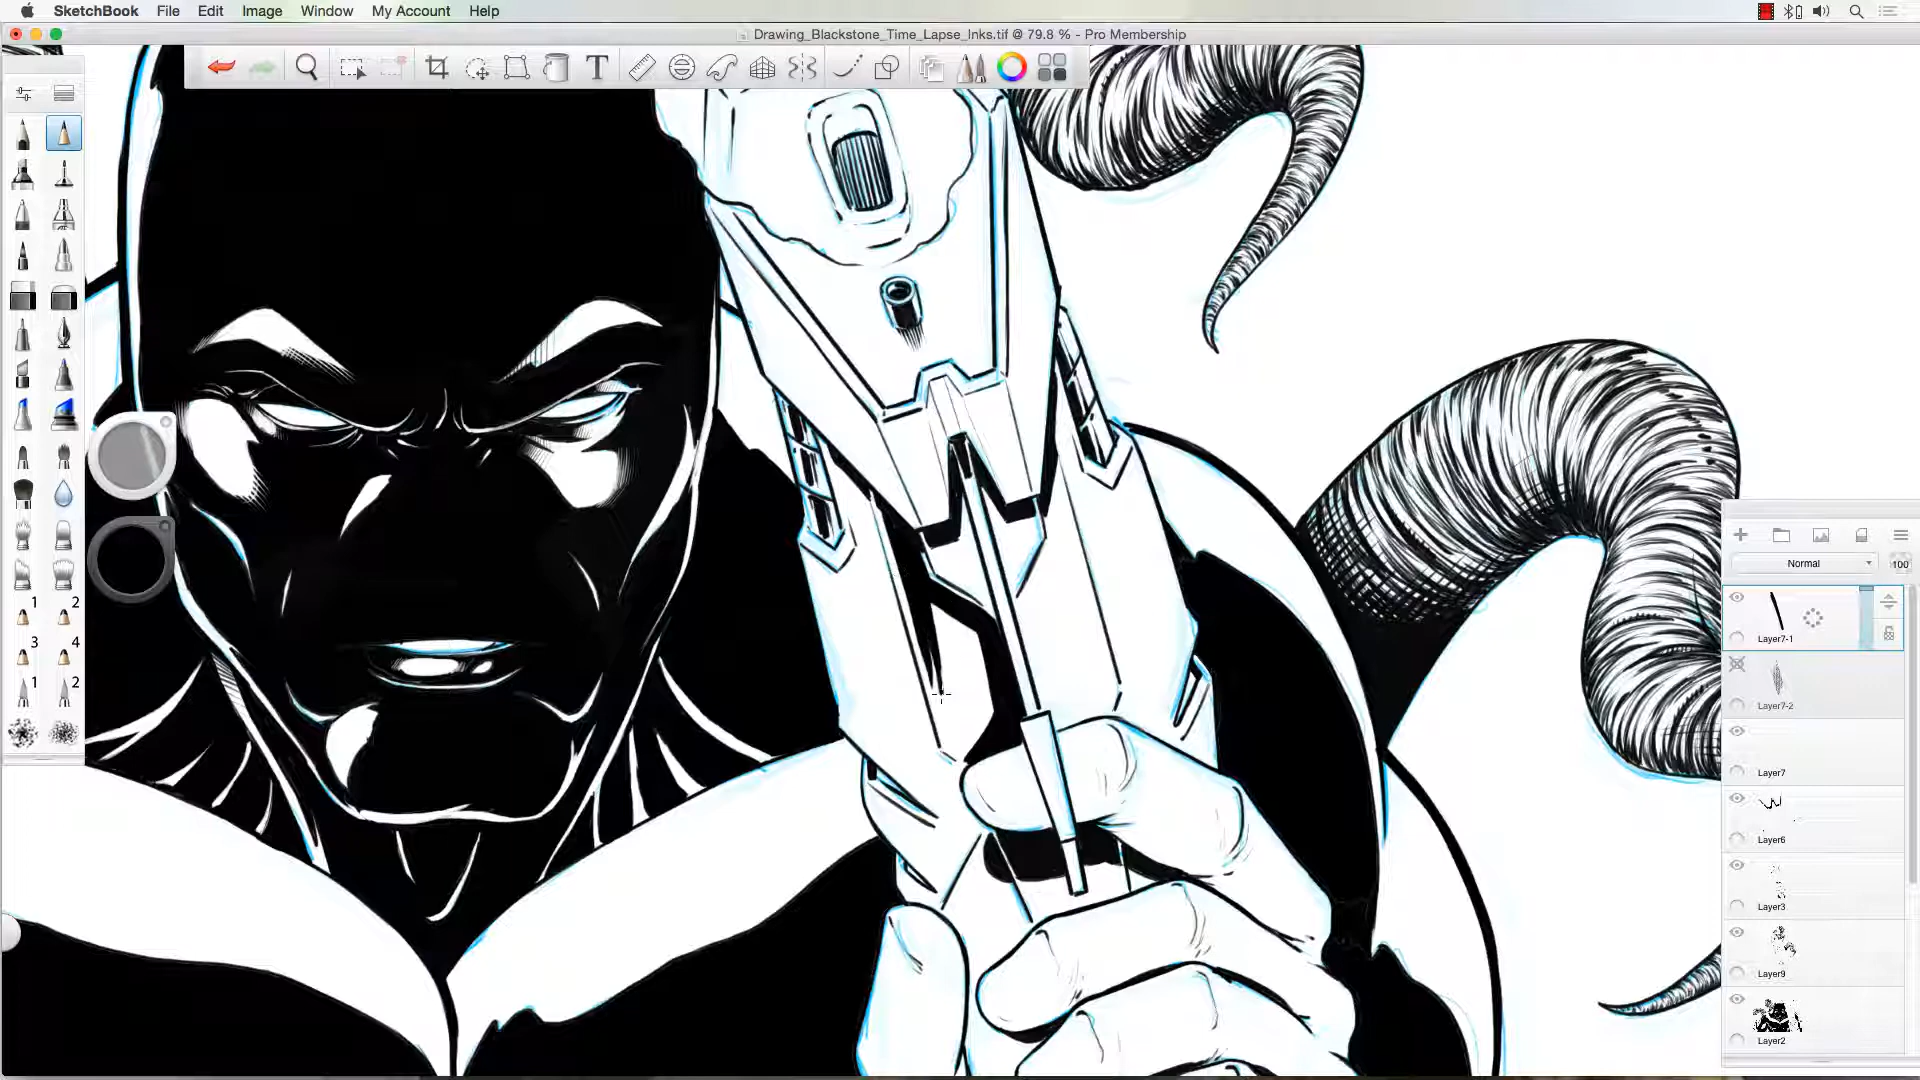 SketchBook File Edit Image Window My Account Help
Drawing_Blackstone_Time_Lapse_Inks.tif @ 79.8 % - Pro Membership
T
Normal 100
Layer7-1
Layer7-2
Layer7
Layer6
Layer3
Layer9
Layer2
1 2
3 4
1 2